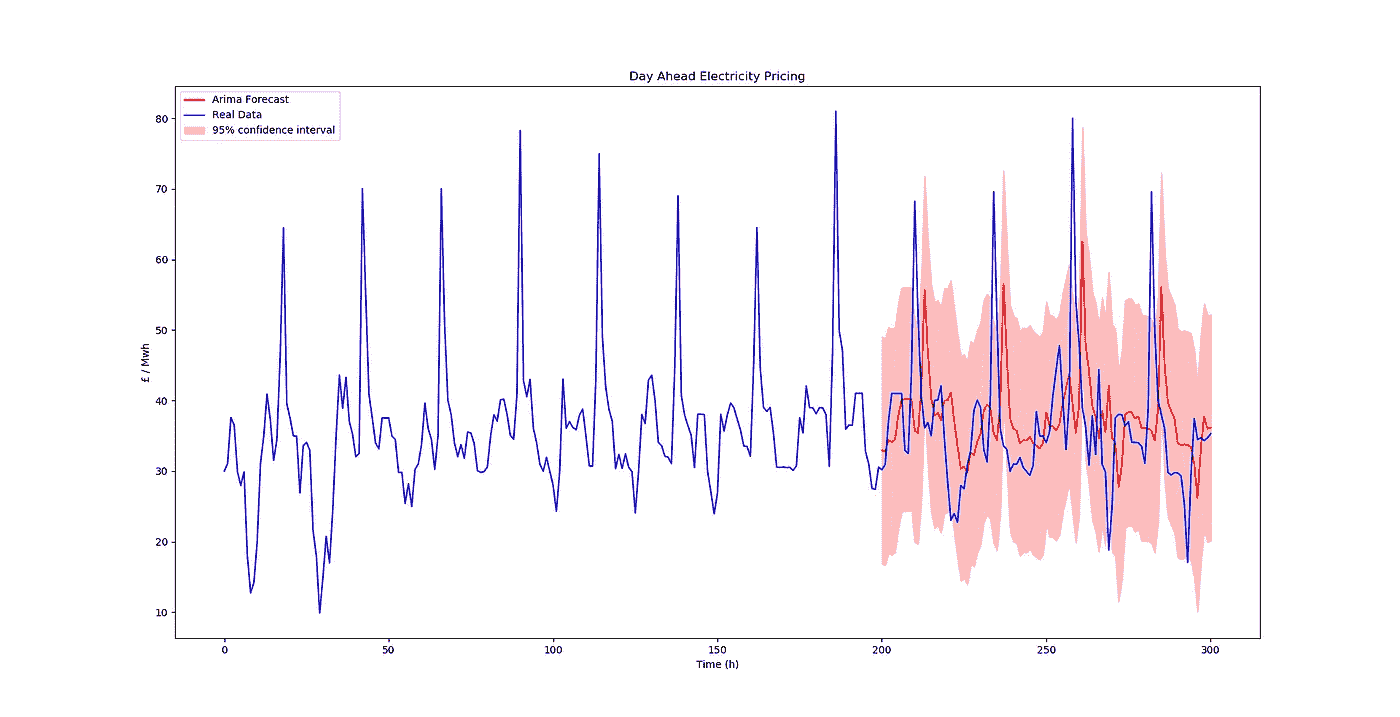 Day Ahead Electricity Pricing
Arima Forecast
Real Data
95% confidence interval
80
70
60
50
40
30
20
10
£ / Mwh
0 50 100 150 200 250 300
Time (h)